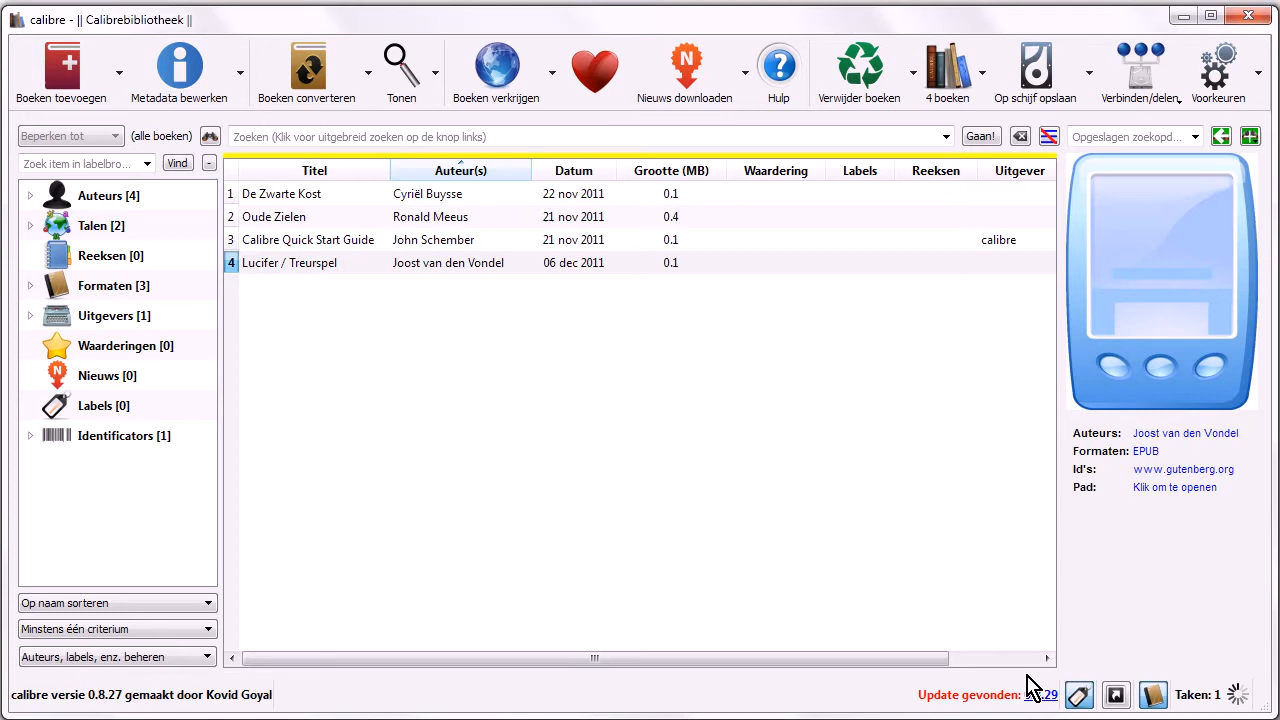 calibre - || Calibrebibliotheek ||
Boeken toevoegen Metadata bewerken Boeken converteren Tonen Boeken verkrijgen Nieuws downloaden Hulp Verwijder boeken 4 boeken Op schijf opslaan Verbinden/delen Voorkeuren
Beperken tot (alle boeken) Zoeken (Klik voor uitgebreid zoeken op de knop links) Gaan! Opgeslagen zoekopd...
Zoek item in labelbro... Vind -
Titel Auteur(s) Datum Grootte (MB) Waardering Labels Reeksen Uitgever
1 De Zwarte Kost Cyriël Buysse 22 nov 2011 0.1
2 Oude Zielen Ronald Meeus 21 nov 2011 0.4
3 Calibre Quick Start Guide John Schember 21 nov 2011 0.1 calibre
4 Lucifer / Treurspel Joost van den Vondel 06 dec 2011 0.1
Auteurs [4]
Talen [2]
Reeksen [0]
Formaten [3]
Uitgevers [1]
Waarderingen [0]
Nieuws [0]
Labels [0]
Identificators [1]
Auteurs: Joost van den Vondel
Formaten: EPUB
Id's: www.gutenberg.org
Pad: Klik om te openen
Op naam sorteren
Minstens één criterium
Auteurs, labels, enz. beheren
calibre versie 0.8.27 gemaakt door Kovid Goyal Update gevonden: Taken: 1